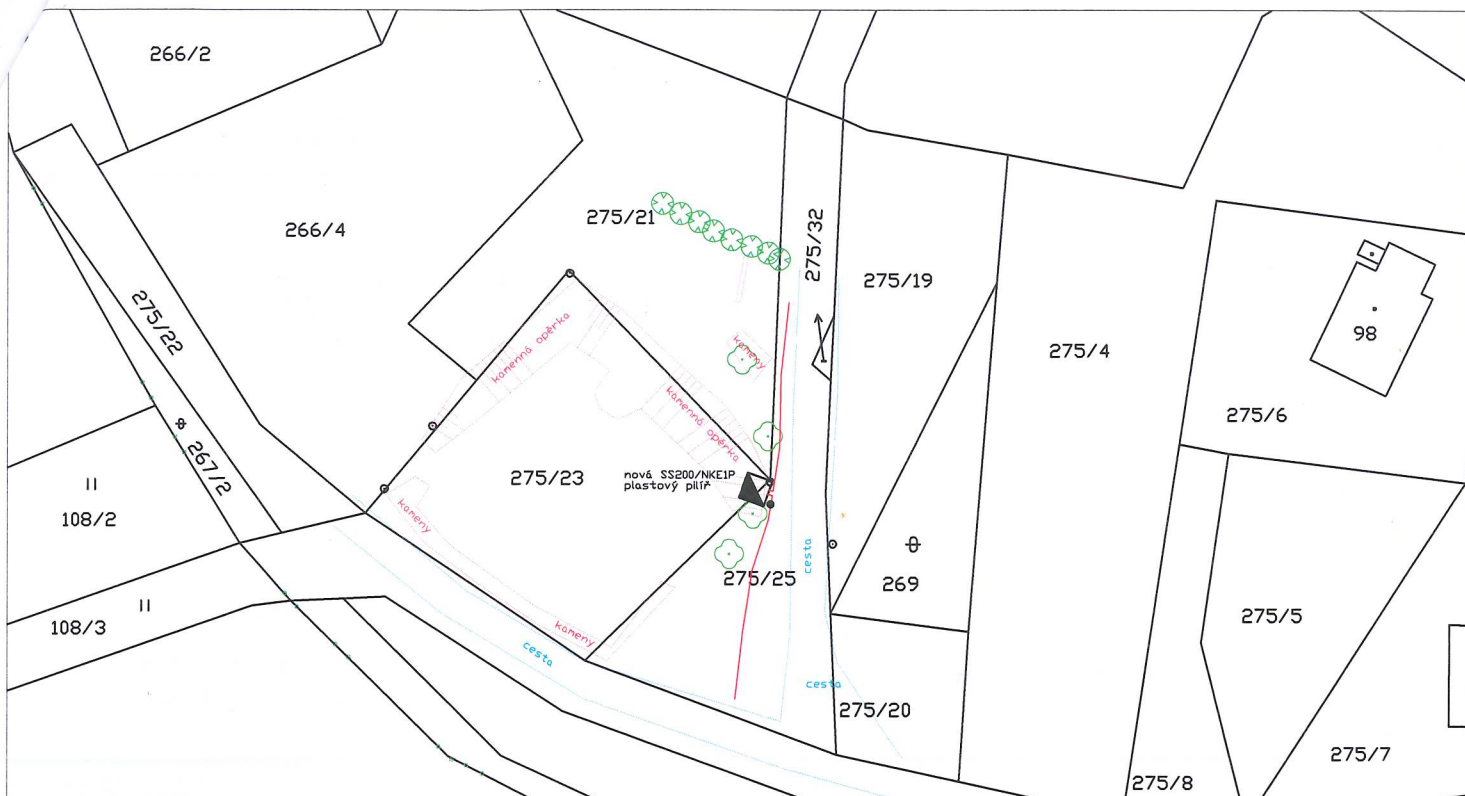 266/2
266/4
275/21
275/32
275/19
275/22
kamenná opěrka
kameny
275/4
98
kamenná opěrka
275/6
267/2
275/23
nová SS200/NKE1P
plastový pilíř
108/2
kameny
cesta
275/25
269
108/3
275/5
kameny
cesta
cesta
275/20
275/7
275/8